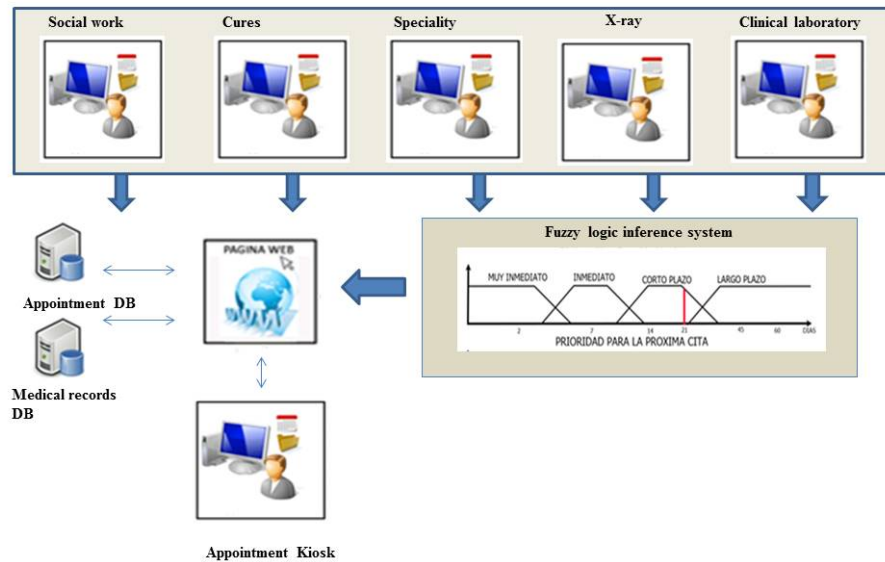 Social work
Cures
Speciality
X-ray
Clinical laboratory
Fuzzy logic inference system
PAGINA WEB
WWW
MUY INMEDIATO
INMEDIATO
CORTO PLAZO
LARGO PLAZO
2
7
14
21
45
60
DIAS
PRIORIDAD PARA LA PROXIMA CITA
Appointment DB
Medical records
DB
Appointment Kiosk